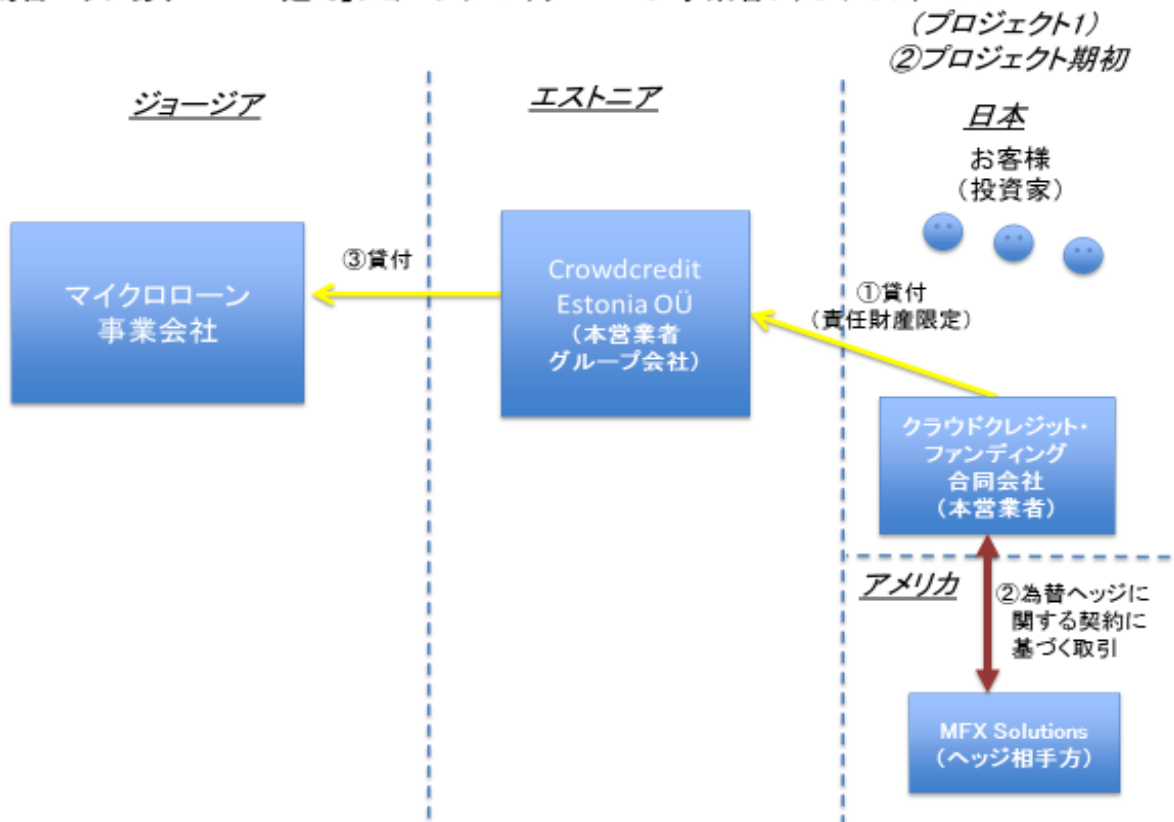 (プロジェクト1)
②プロジェクト期初
ジョージア
エストニア
日本
お客様
(投資家)
マイクロローン
事業会社
③貸付
Crowdcredit
Estonia OÜ
(本営業者
グループ会社)
①貸付
(責任財産限定)
クラウドクレジット・
ファンディング
合同会社
(本営業者)
アメリカ
②為替ヘッジに
関する契約に
基づく取引
MFX Solutions
(ヘッジ相手方)